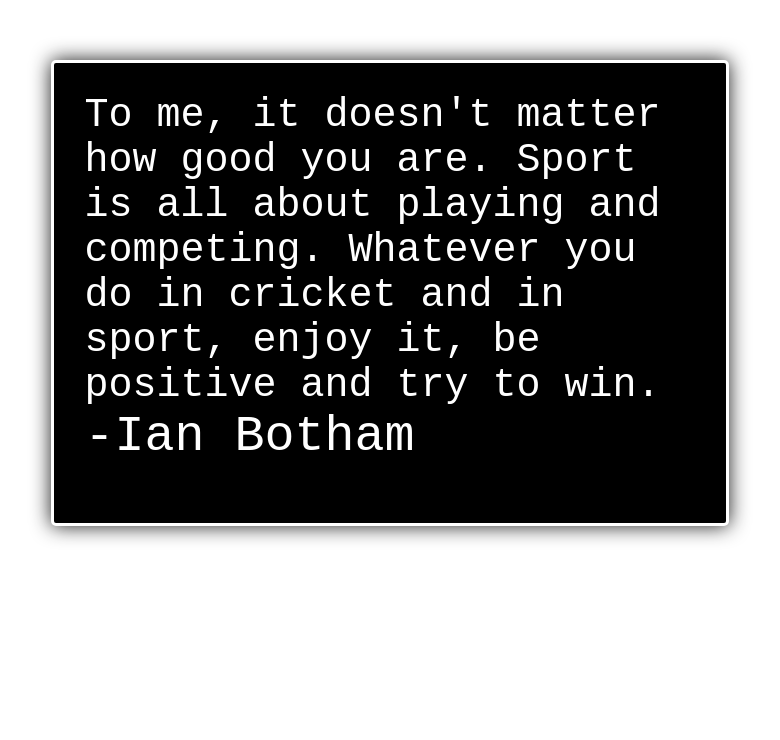 To me, it doesn't matter
how good you are. Sport
is all about playing and
competing. Whatever you
do in cricket and in
sport, enjoy it, be
positive and try to win.
-Ian Botham